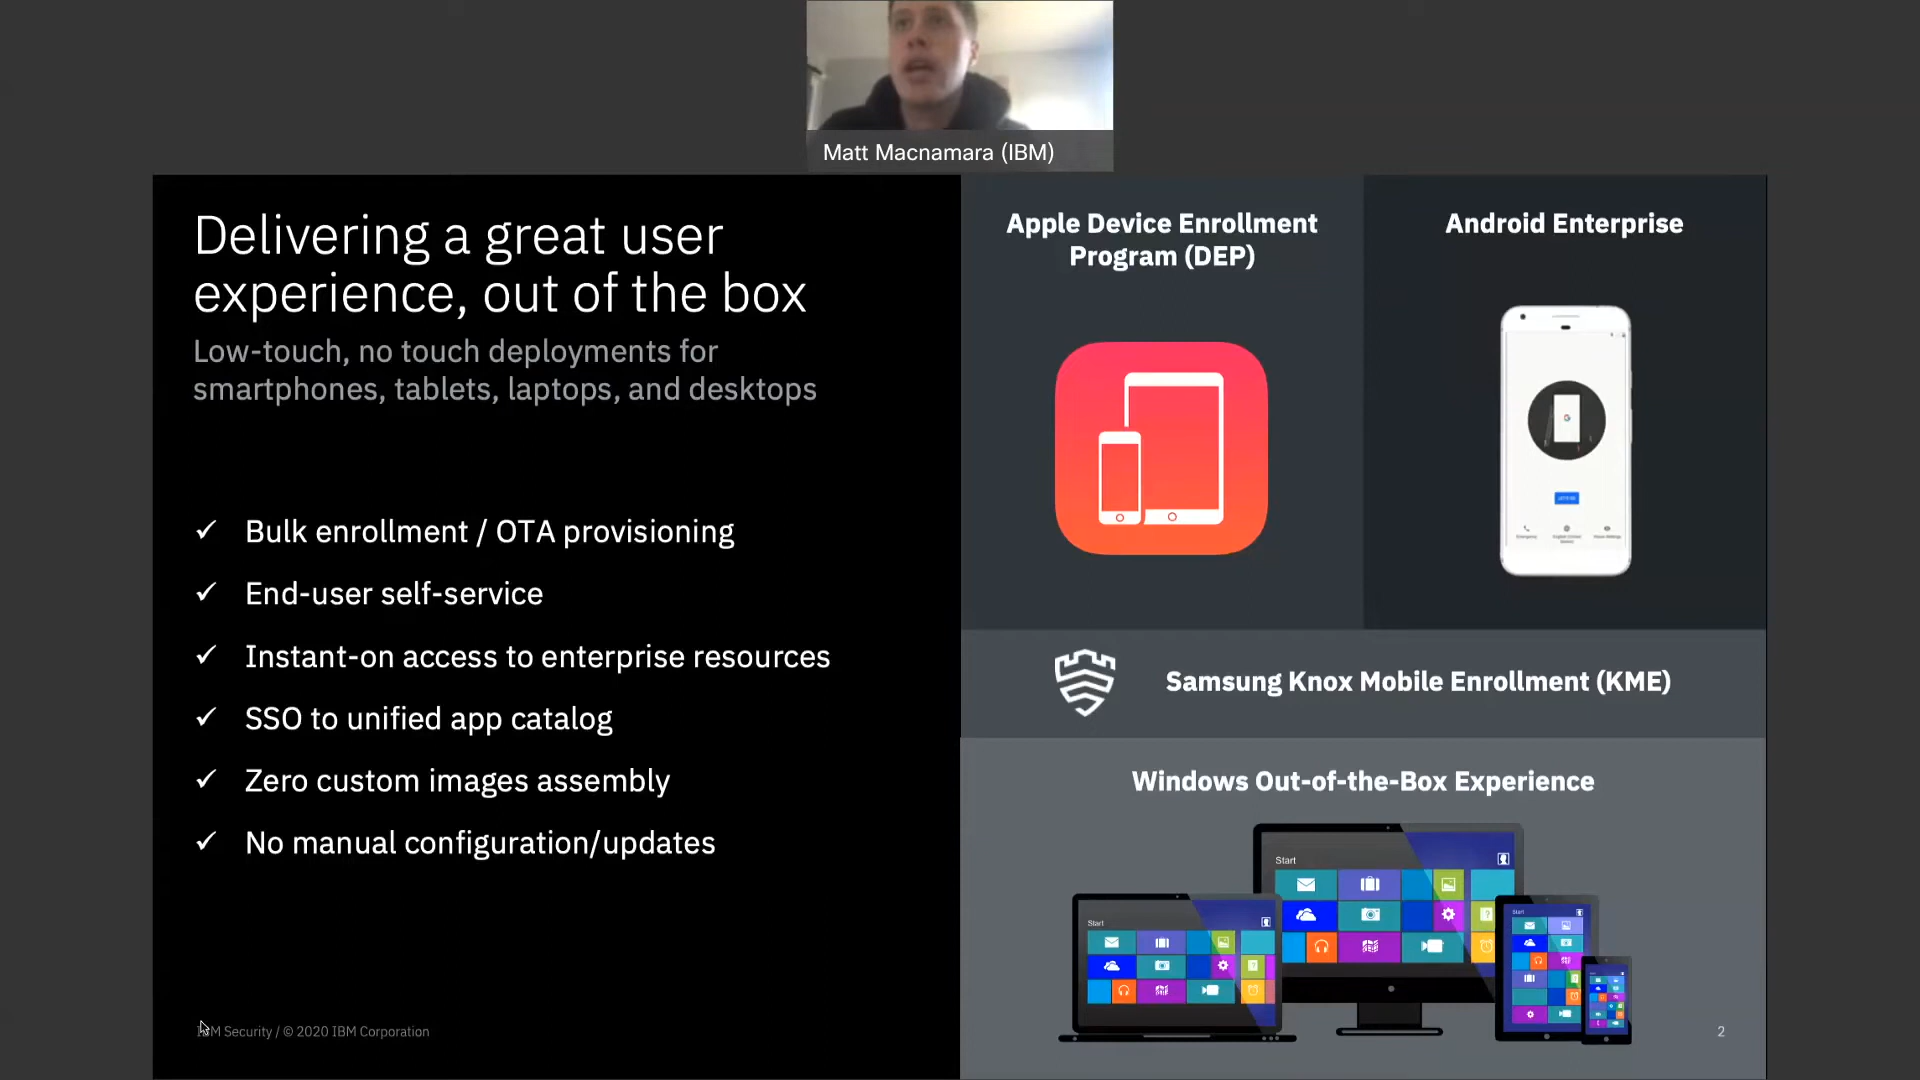 Matt Macnamara (IBM)
Delivering a great user
experience, out of the box
Low-touch, no touch deployments for
smartphones, tablets, laptops, and desktops
✓ Bulk enrollment / OTA provisioning
✓ End-user self-service
✓ Instant-on access to enterprise resources
✓ SSO to unified app catalog
✓ Zero custom images assembly
✓ No manual configuration/updates
IBM Security / © 2020 IBM Corporation
Apple Device Enrollment
Program (DEP)
Android Enterprise
Samsung Knox Mobile Enrollment (KME)
Windows Out-of-the-Box Experience
Start
Start
Start
2